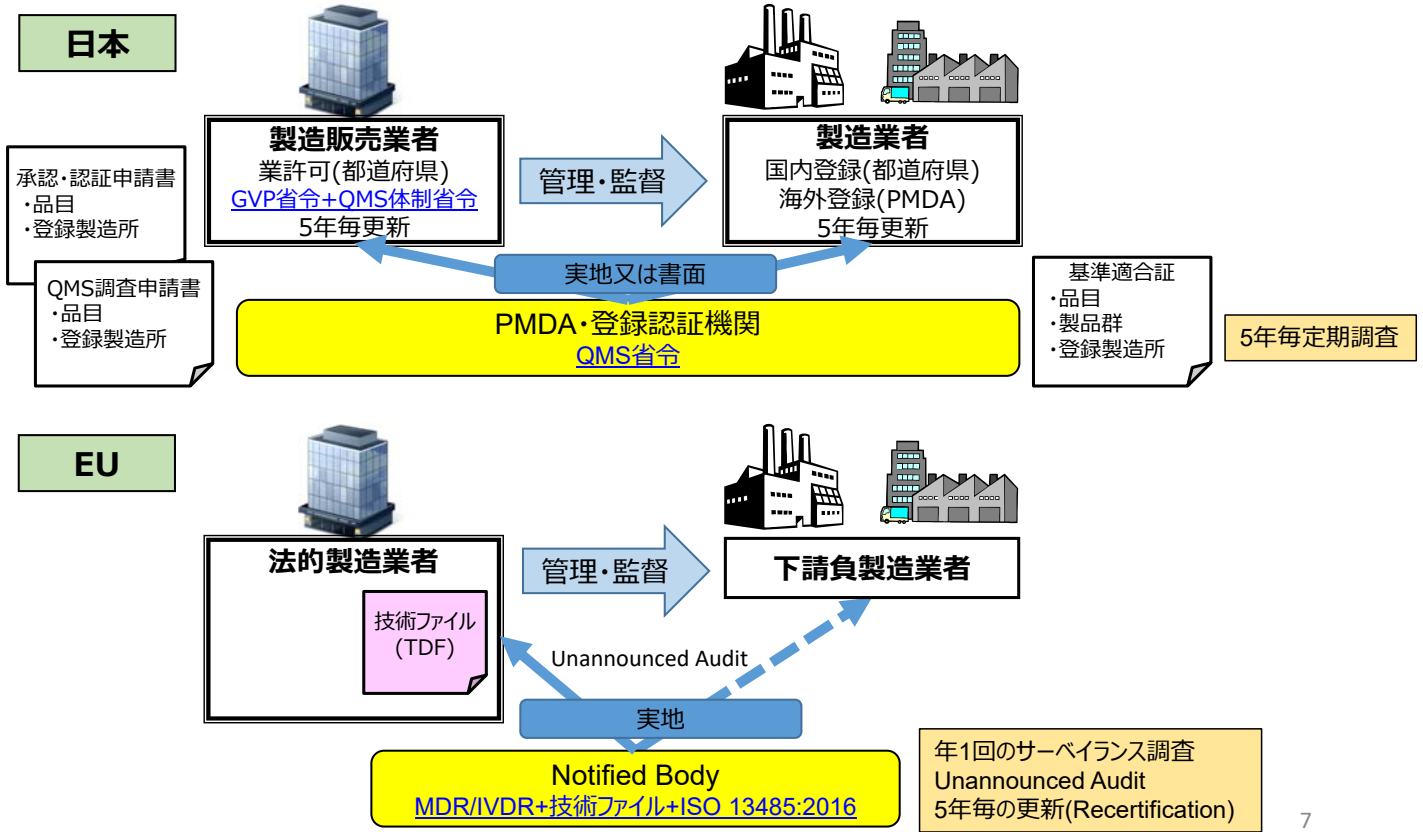 日本
製造販売業者
業許可(都道府県)
GVP省令+QMS体制省令
5年毎更新
管理・監督
製造業者
国内登録(都道府県)
海外登録(PMDA)
5年毎更新
承認・認証申請書
・品目
・登録製造所
QMS調査申請書
・品目
・登録製造所
実地又は書面
PMDA・登録認証機関
QMS省令
基準適合証
・品目
・製品群
・登録製造所
5年毎定期調査
EU
法的製造業者
技術ファイル
(TDF)
管理・監督
下請負製造業者
Unannounced Audit
実地
Notified Body
MDR/IVDR+技術ファイル+ISO 13485:2016
年1回のサーベイランス調査
Unannounced Audit
5年毎の更新(Recertification)
7